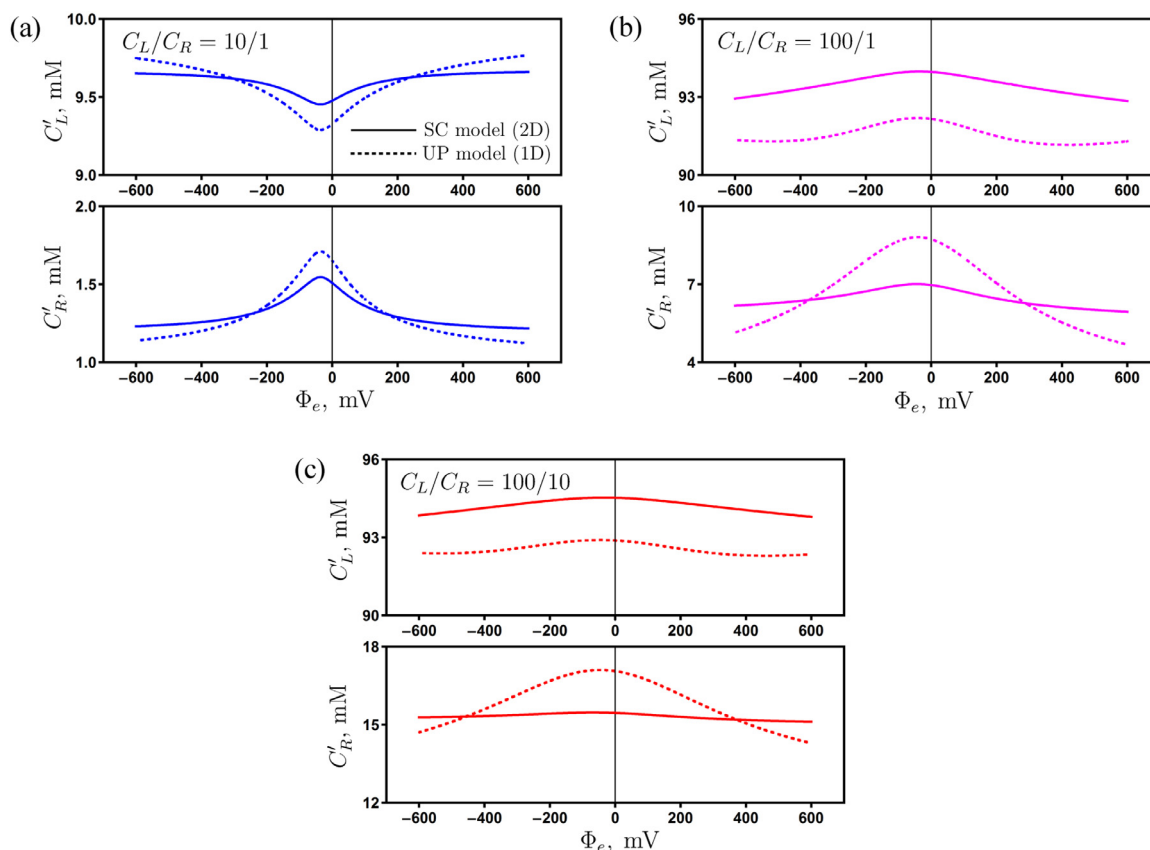 (a)
C_L/C_R = 10/1
C′_L, mM
10.0
9.5
9.0
SC model (2D)
UP model (1D)
−600 −400 −200 0 200 400 600
C′_R, mM
2.0
1.5
1.0
−600 −400 −200 0 200 400 600
Φ_e, mV
(b)
C_L/C_R = 100/1
C′_L, mM
96
93
90
−600 −400 −200 0 200 400 600
C′_R, mM
10
7
4
−600 −400 −200 0 200 400 600
Φ_e, mV
(c)
C_L/C_R = 100/10
C′_L, mM
96
93
90
−600 −400 −200 0 200 400 600
C′_R, mM
18
15
12
−600 −400 −200 0 200 400 600
Φ_e, mV